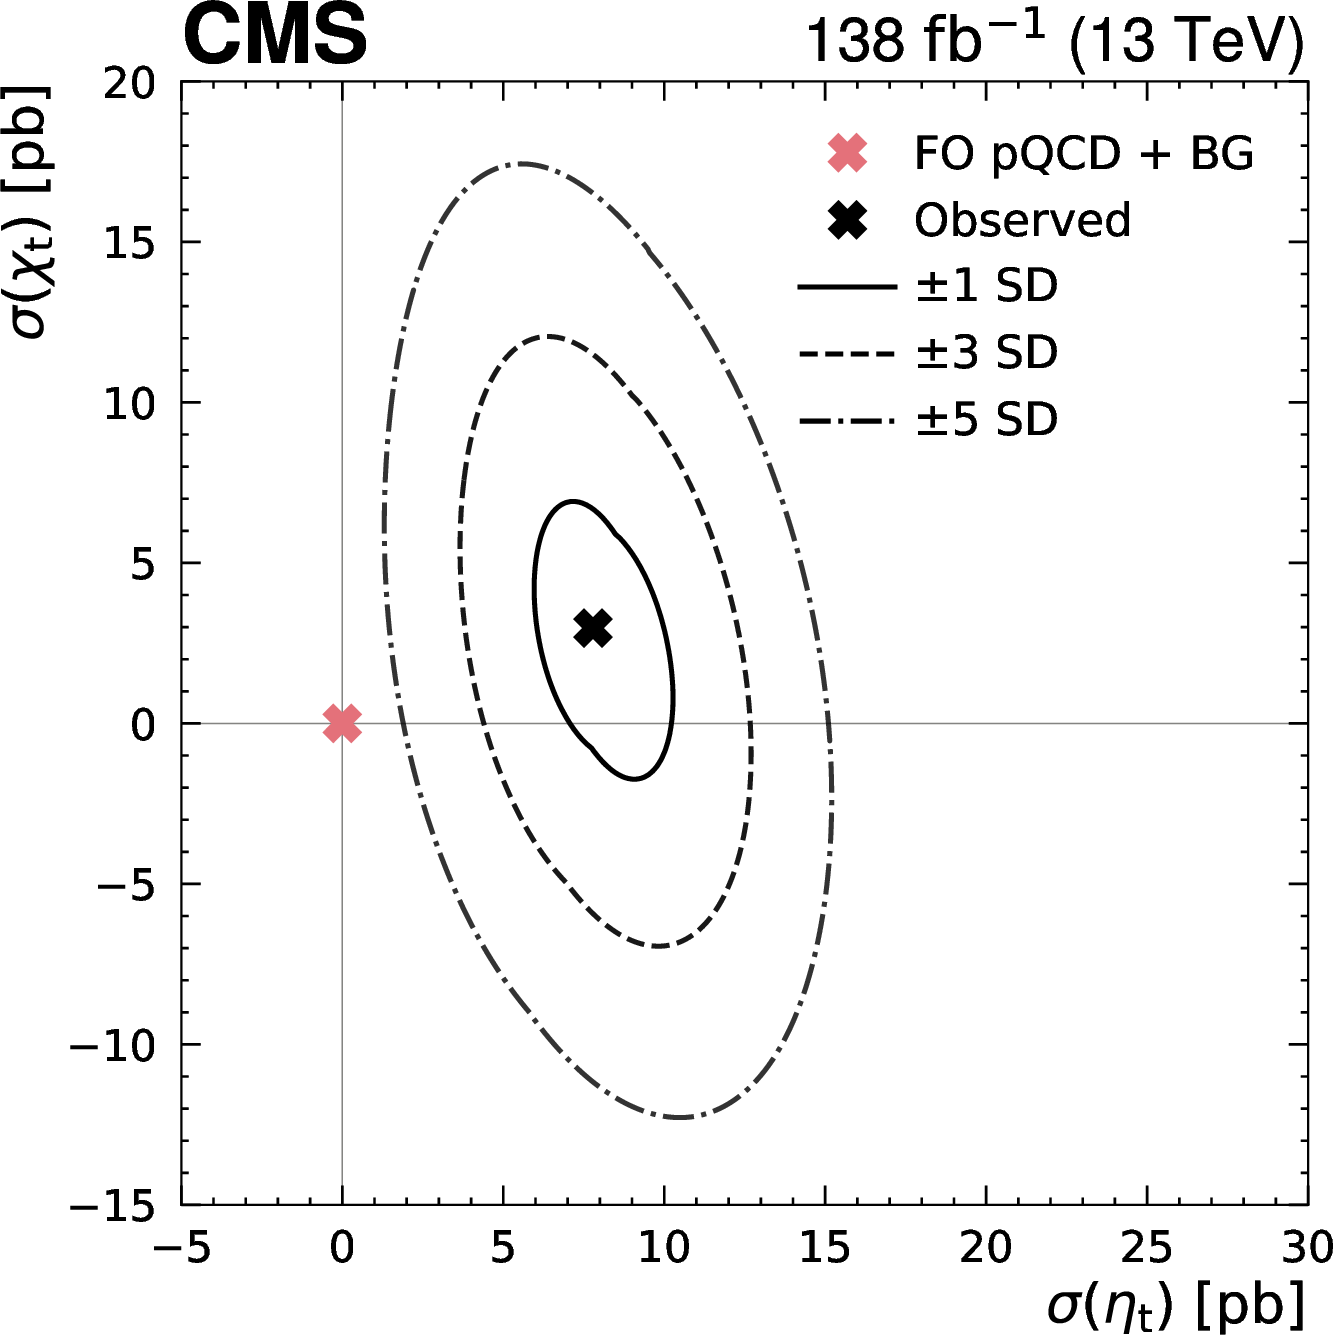 CMS 138 fb⁻¹ (13 TeV)
σ(χt) [pb]
20
15
10
5
0
−5
−10
−15
FO pQCD + BG
Observed
±1 SD
±3 SD
±5 SD
−5 0 5 10 15 20 25 30
σ(ηt) [pb]